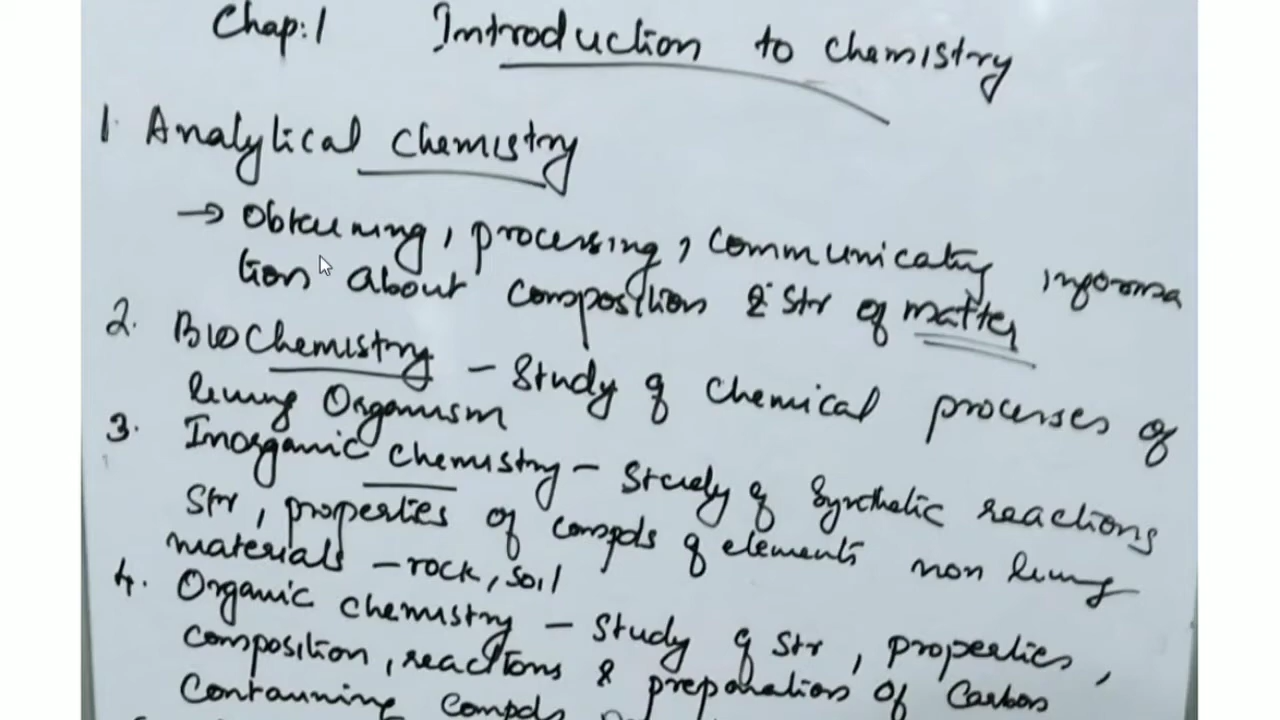 Chap:1 Introduction to Chemistry
1. Analytical Chemistry
→ Obtaining, processing, communicating informa
tion about composition & Str of matter
2. BioChemistry - Study of Chemical processes of
living Organism
3. Inorganic Chemistry - Study of Synthetic reactions
Str, properties of compds of elements non living
materials - rock, soil
4. Organic Chemistry - Study of Str, properties,
Composition, reactions & preparations of Carbon
Containing Compds